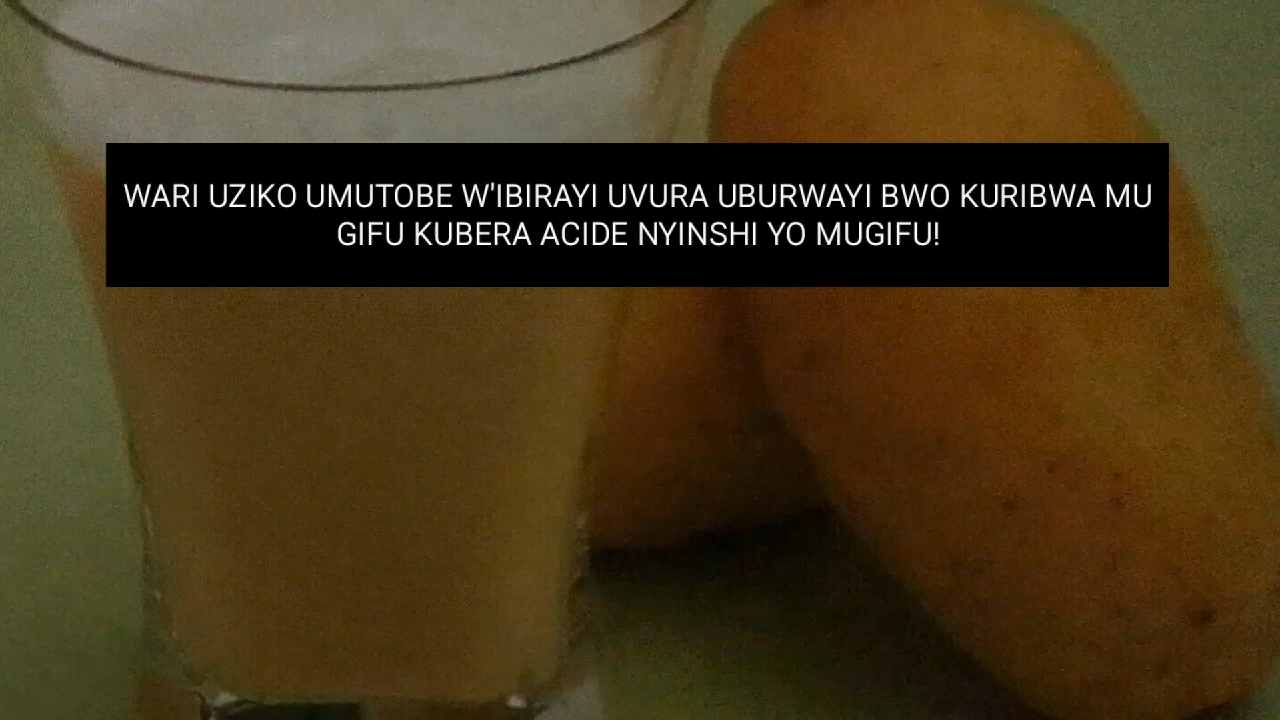 WARI UZIKO UMUTOBE W'IBIRAYI UVURA UBURWAYI BWO KURIBWA MU
GIFU KUBERA ACIDE NYINSHI YO MUGIFU!